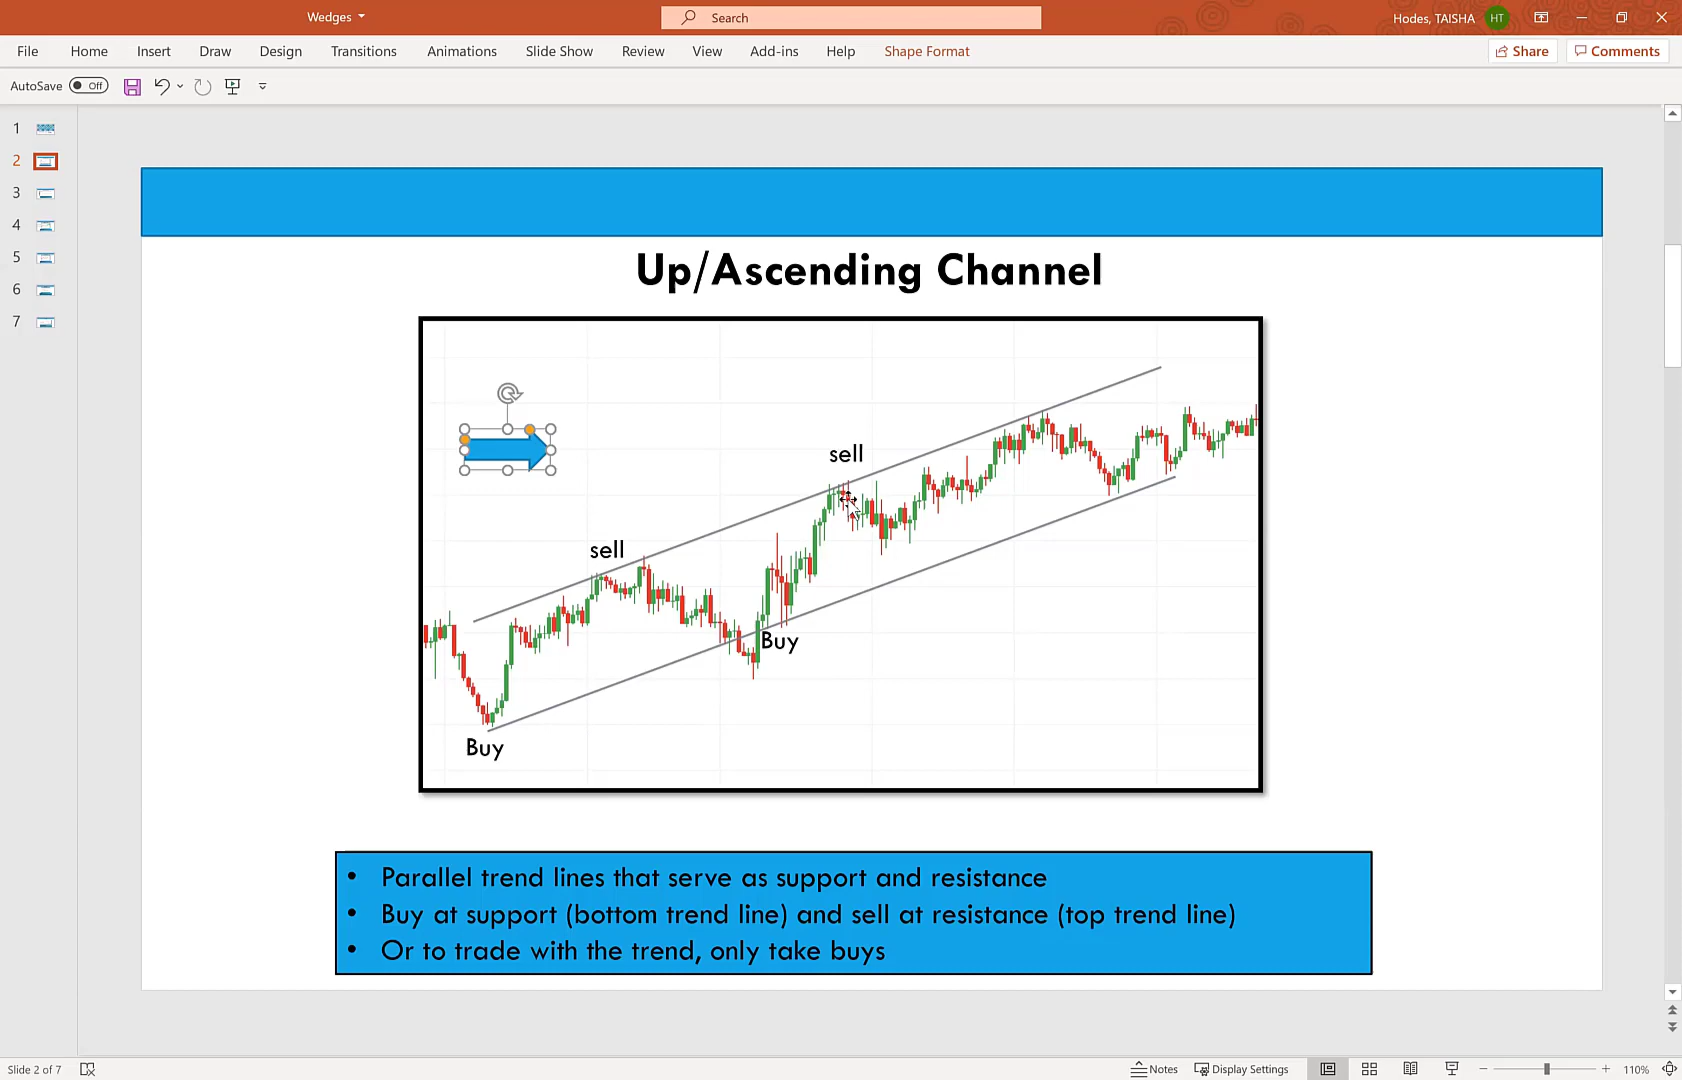 Wedges
Search
Hodes, TAISHA
HT
File
Home
Insert
Draw
Design
Transitions
Animations
Slide Show
Review
View
Add-ins
Help
Shape Format
Share
Comments
AutoSave
Off
1
2
3
4
5
6
7
Up/Ascending Channel
sell
sell
Buy
Buy
• Parallel trend lines that serve as support and resistance
• Buy at support (bottom trend line) and sell at resistance (top trend line)
• Or to trade with the trend, only take buys
Slide 2 of 7
Notes
Display Settings
110%